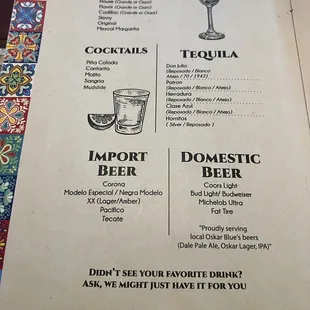 Flavor (Grande or Giant)
Flavor (Grande or Giant)
Cadillac (Grande or Giant)
Skinny
Original
Mezcal Margarita
COCKTAILS
Piña Colada
Cantarito
Mojito
Sangria
Mudslide
TEQUILA
Don Julio
(Reposado / Blanco
Añejo / 70 / 1942)
Patron
(Reposado / Blanco / Añejo)
Herradura
(Reposado / Blanco / Añejo)
Clase Azul
(Reposado / Blanco / Añejo)
Hornitos
( Silver / Reposado )
IMPORT
BEER
Corona
Modelo Especial / Negra Modelo
XX (Lager/Amber)
Pacifico
Tecate
DOMESTIC
BEER
Coors Light
Bud Light/ Budweiser
Michelob Ultra
Fat Tire
"Proudly serving
local Oskar Blue's beers
(Dale Pale Ale, Oskar Lager, IPA)"
DIDN'T SEE YOUR FAVORITE DRINK?
ASK, WE MIGHT JUST HAVE IT FOR YOU